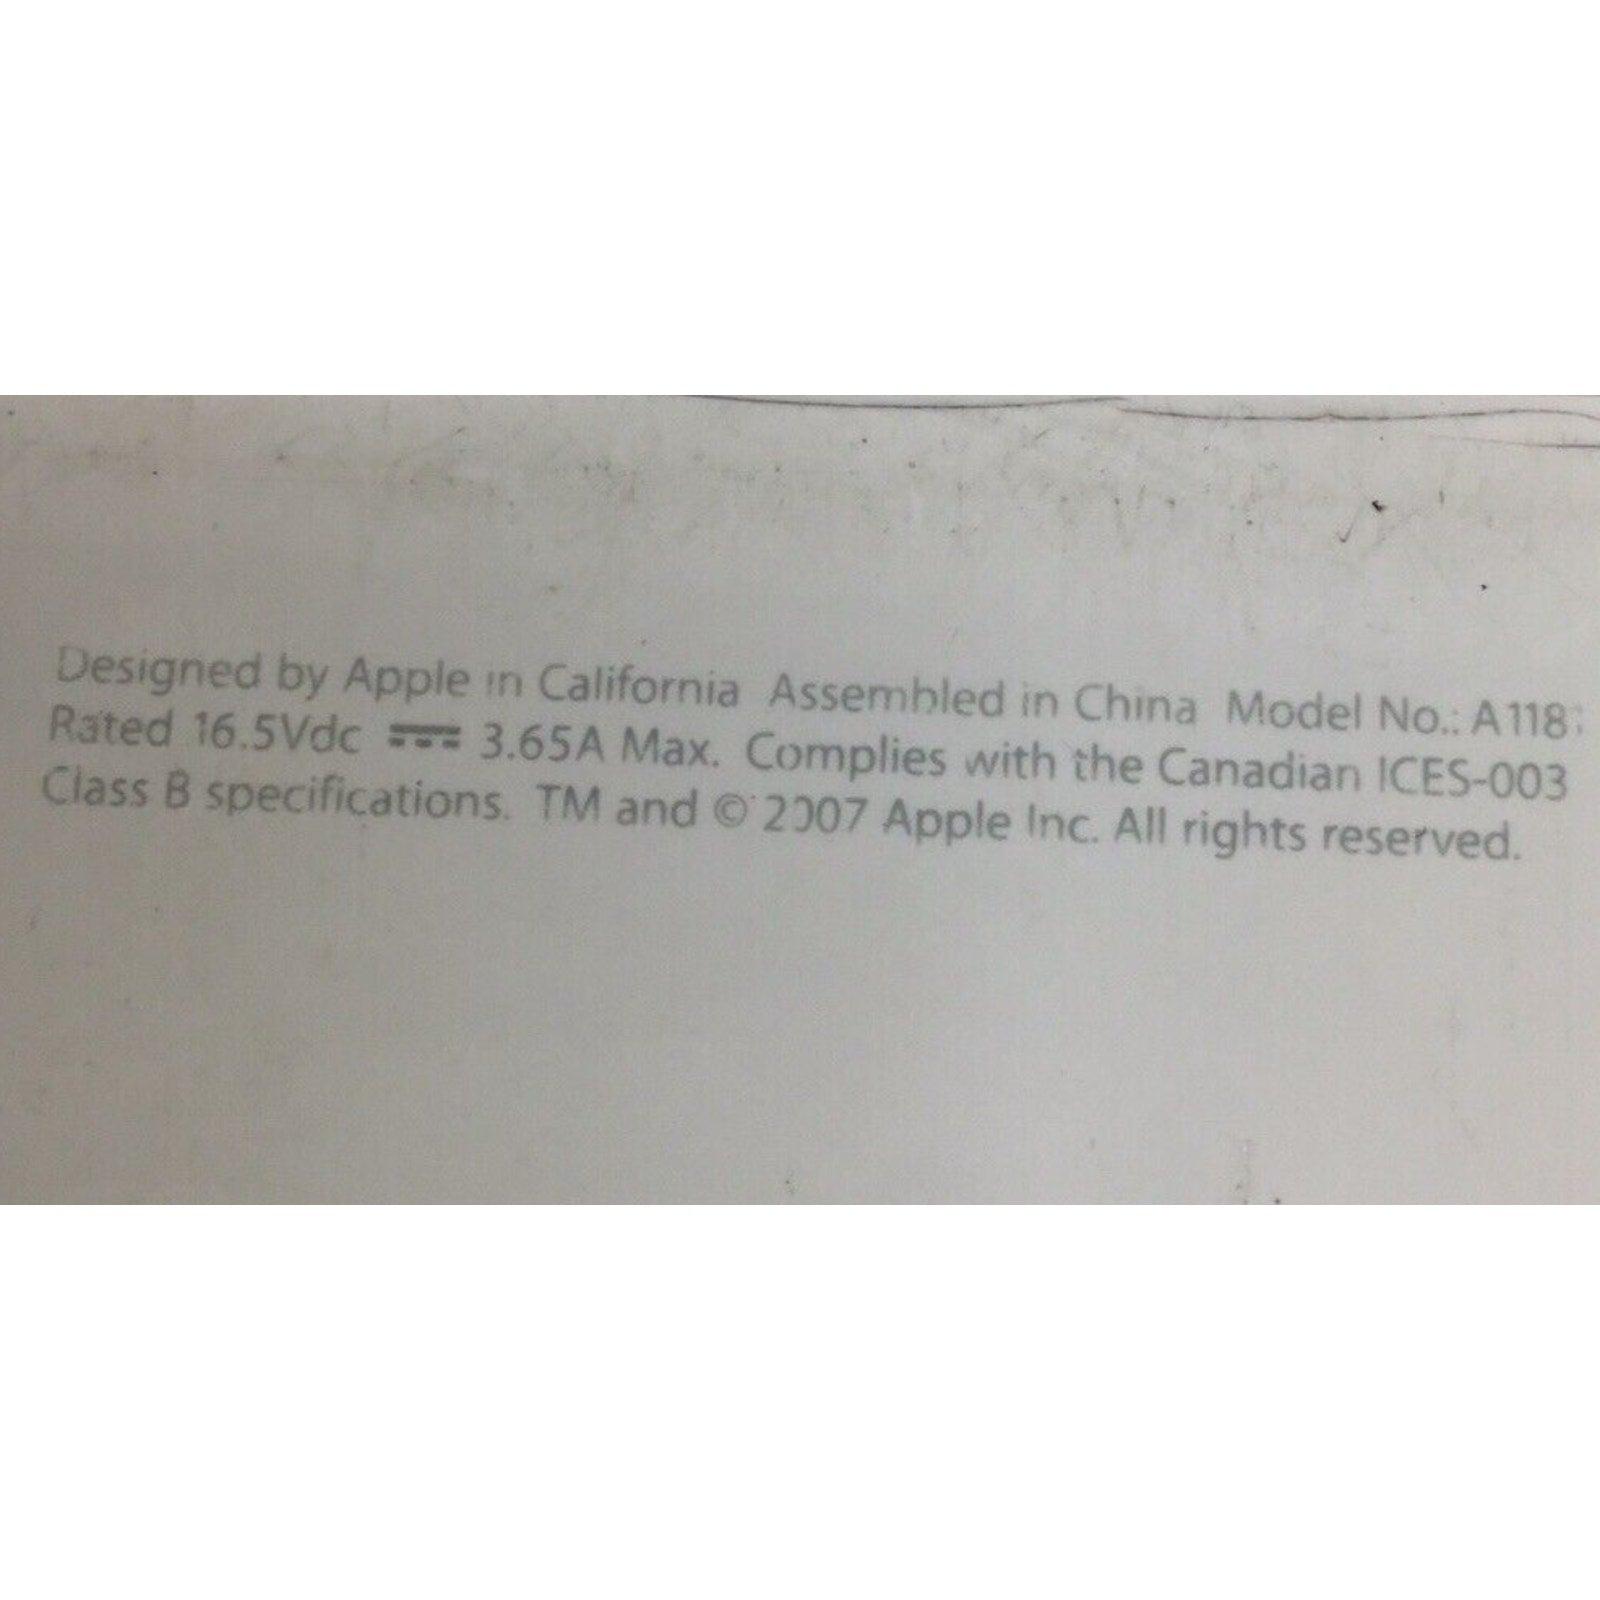 Designed by Apple in California Assembled in China Model No.:
Rated 16.5Vdc ⎓ 3.65A Max. Complies with the Canadian ICES-003
Class B specifications. TM and © 2007 Apple Inc. All rights reserved.